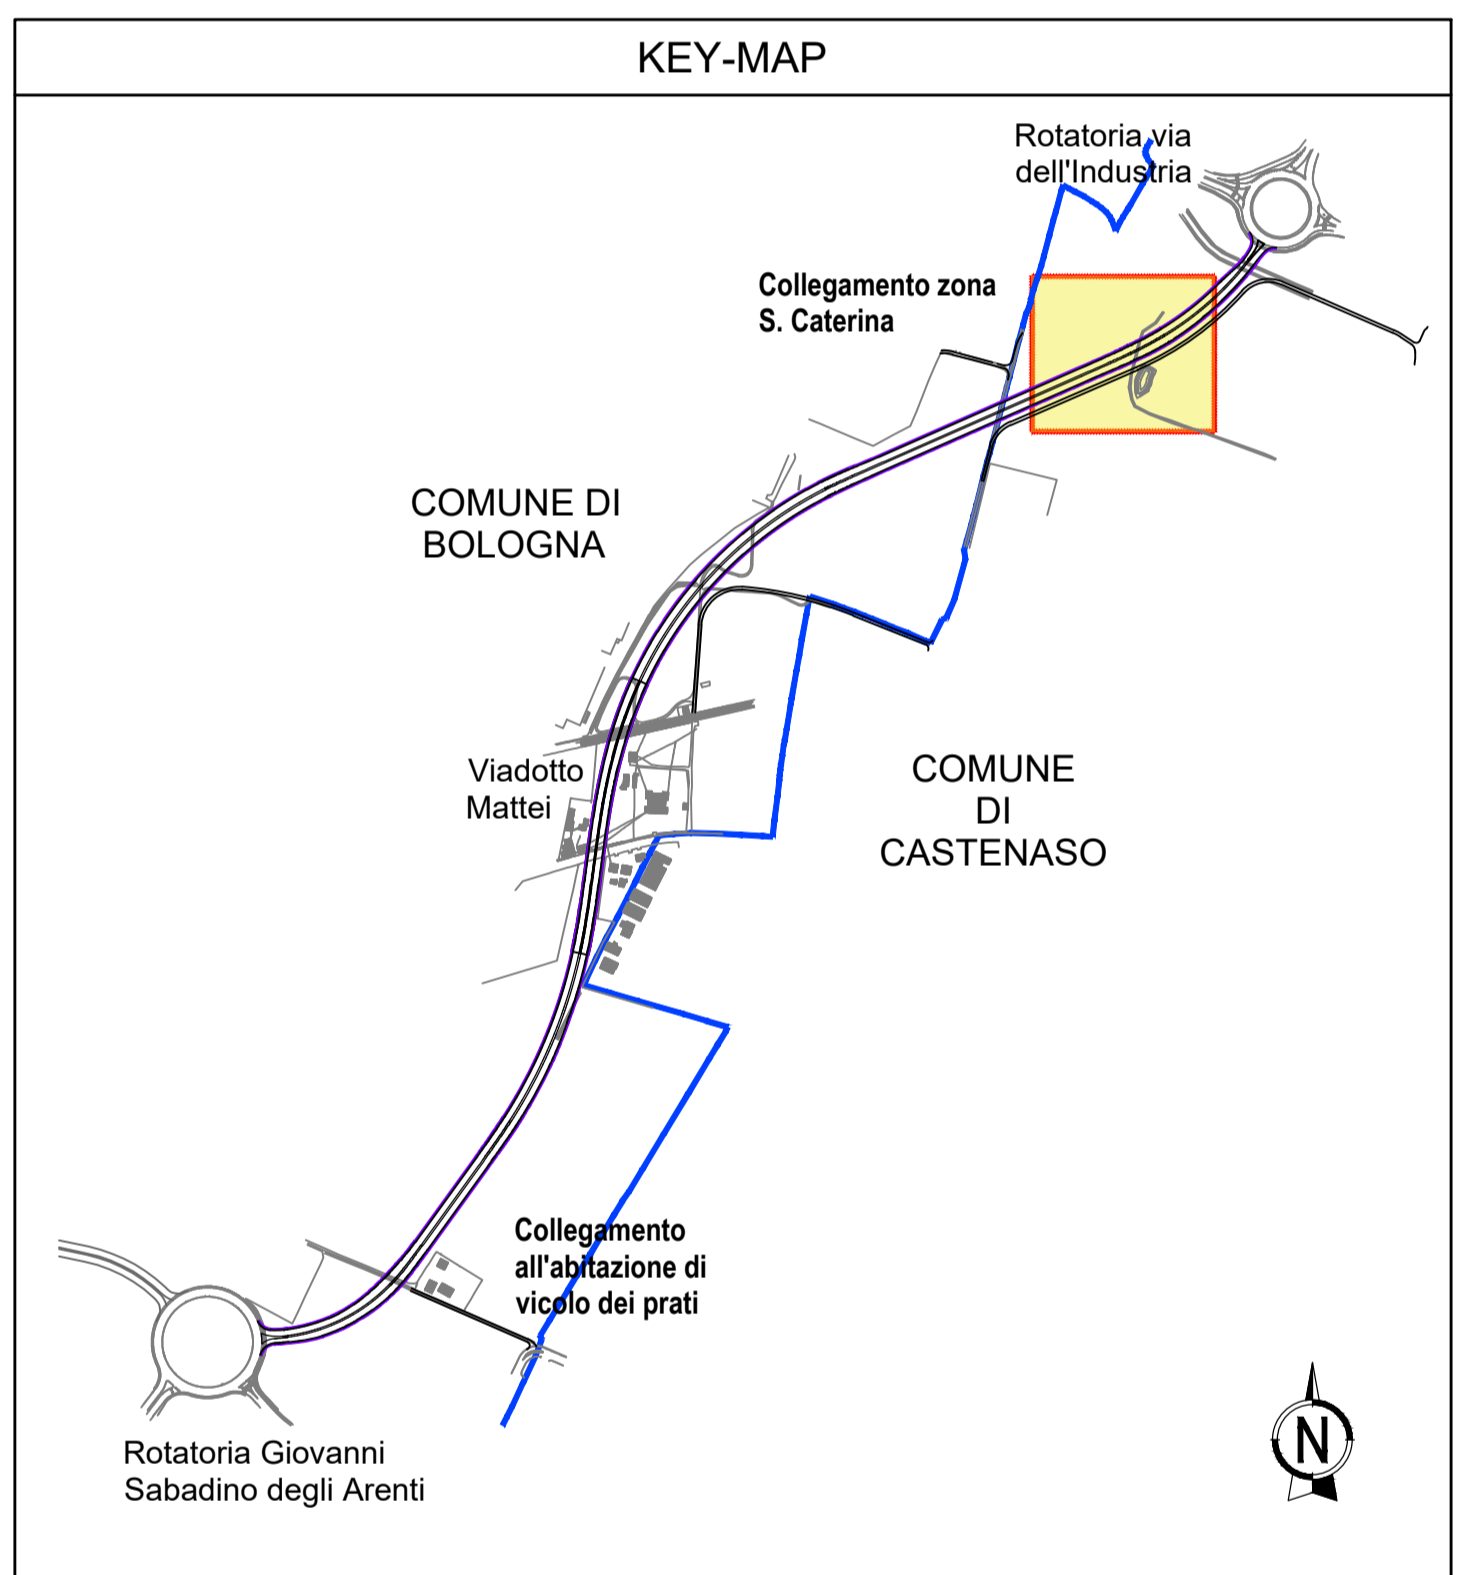 KEY-MAP
Rotatoria via
dell'Industria
Collegamento zona
S. Caterina
COMUNE DI
BOLOGNA
Viadotto
Mattei
COMUNE
DI
CASTENASO
Collegamento
all'abitazione di
vicolo dei prati
Rotatoria Giovanni
Sabadino degli Arenti
N